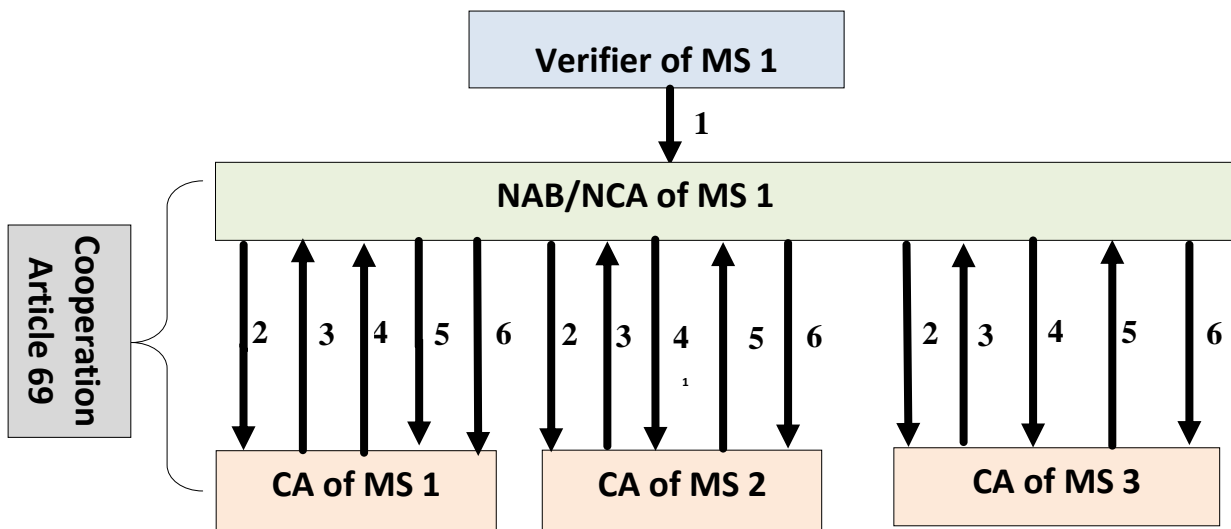 Verifier of MS 1
1
NAB/NCA of MS 1
Cooperation
Article 69
2 3 4 5 6 2 3 4 5 6 2 3 4 5 6
1
CA of MS 1
CA of MS 2
CA of MS 3